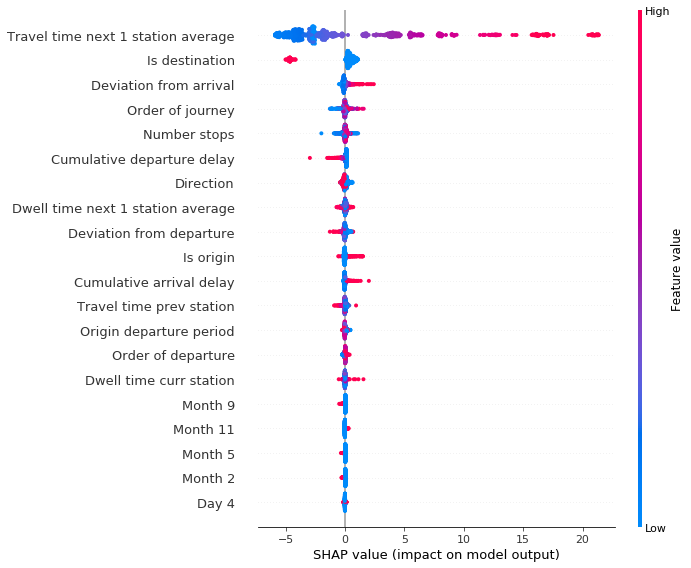 High
Travel time next 1 station average
Is destination
Deviation from arrival
Order of journey
Number stops
Cumulative departure delay
Direction
Dwell time next 1 station average
Deviation from departure
Is origin
Cumulative arrival delay
Travel time prev station
Origin departure period
Order of departure
Dwell time curr station
Month 9
Month 11
Month 5
Month 2
Day 4
Feature value
Low
−5 0 5 10 15 20
SHAP value (impact on model output)